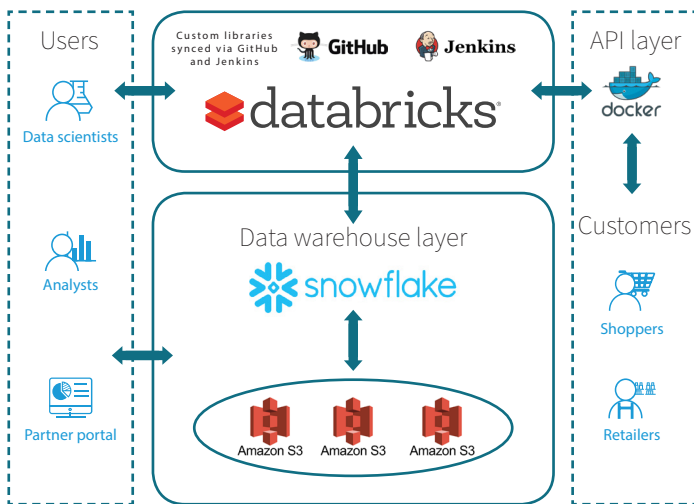 Users
Data scientists
Analysts
Partner portal
Custom libraries
synced via GitHub
and Jenkins
GitHub
Jenkins
databricks
Data warehouse layer
snowflake
Amazon S3
Amazon S3
Amazon S3
API layer
docker
Customers
Shoppers
Retailers